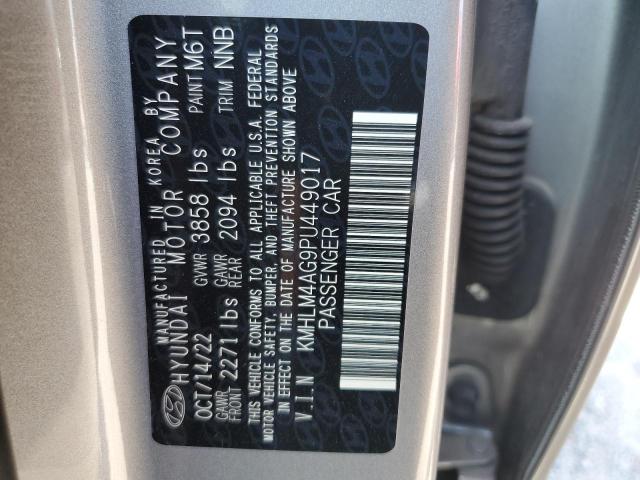 MANUFACTURED IN KOREA BY
HYUNDAI MOTOR COMPANY
OCT/14/22 GVWR 3858 lbs PAINT M6T
GAWR FRONT 2271 lbs GAWR REAR 2094 lbs TRIM NNB
THIS VEHICLE CONFORMS TO ALL APPLICABLE U.S.A. FEDERAL
MOTOR VEHICLE SAFETY, BUMPER, AND THEFT PREVENTION STANDARDS
IN EFFECT ON THE DATE OF MANUFACTURE SHOWN ABOVE
V.I.N KMHLM4AG9PU449017
PASSENGER CAR